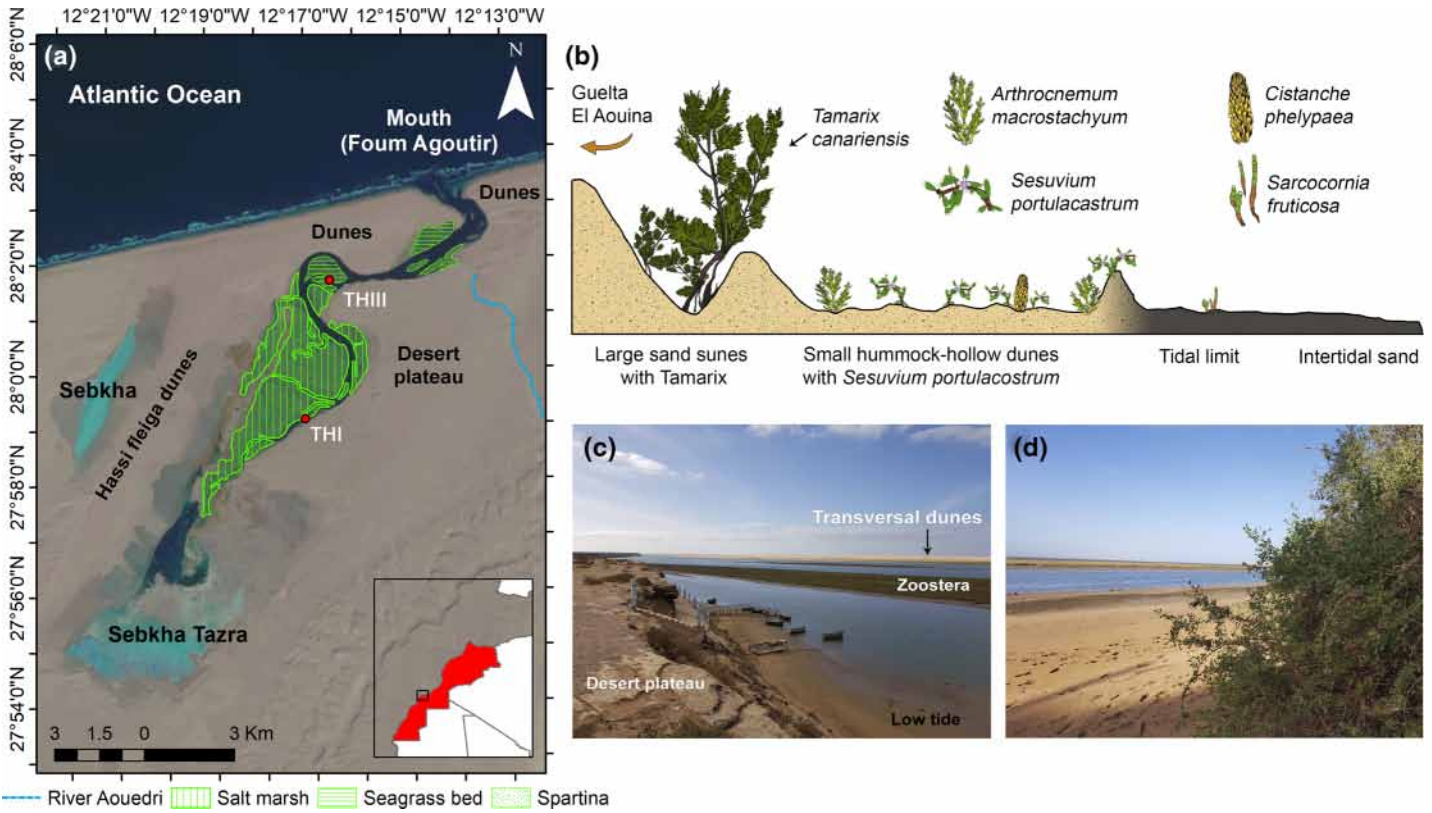 12°21'0"W 12°19'0"W 12°17'0"W 12°15'0"W 12°13'0"W
28°6'0"N
28°4'0"N
28°2'0"N
28°0'0"N
27°58'0"N
27°56'0"N
27°54'0"N
(a)
N
Atlantic Ocean
Mouth
(Foum Agoutir)
Dunes
Dunes
THIII
Desert
plateau
Sebkha
Hassi fleiga dunes
THI
Sebkha Tazra
3 1.5 0 3 Km
River Aouedri Salt marsh Seagrass bed Spartina
(b)
Guelta
El Aouina
Tamarix
canariensis
Arthrocnemum
macrostachyum
Cistanche
phelypaea
Sesuvium
portulacastrum
Sarcocornia
fruticosa
Large sand sunes
with Tamarix
Small hummock-hollow dunes
with Sesuvium portulacostrum
Tidal limit
Intertidal sand
(c)
Transversal dunes
Zoostera
Desert plateau
Low tide
(d)